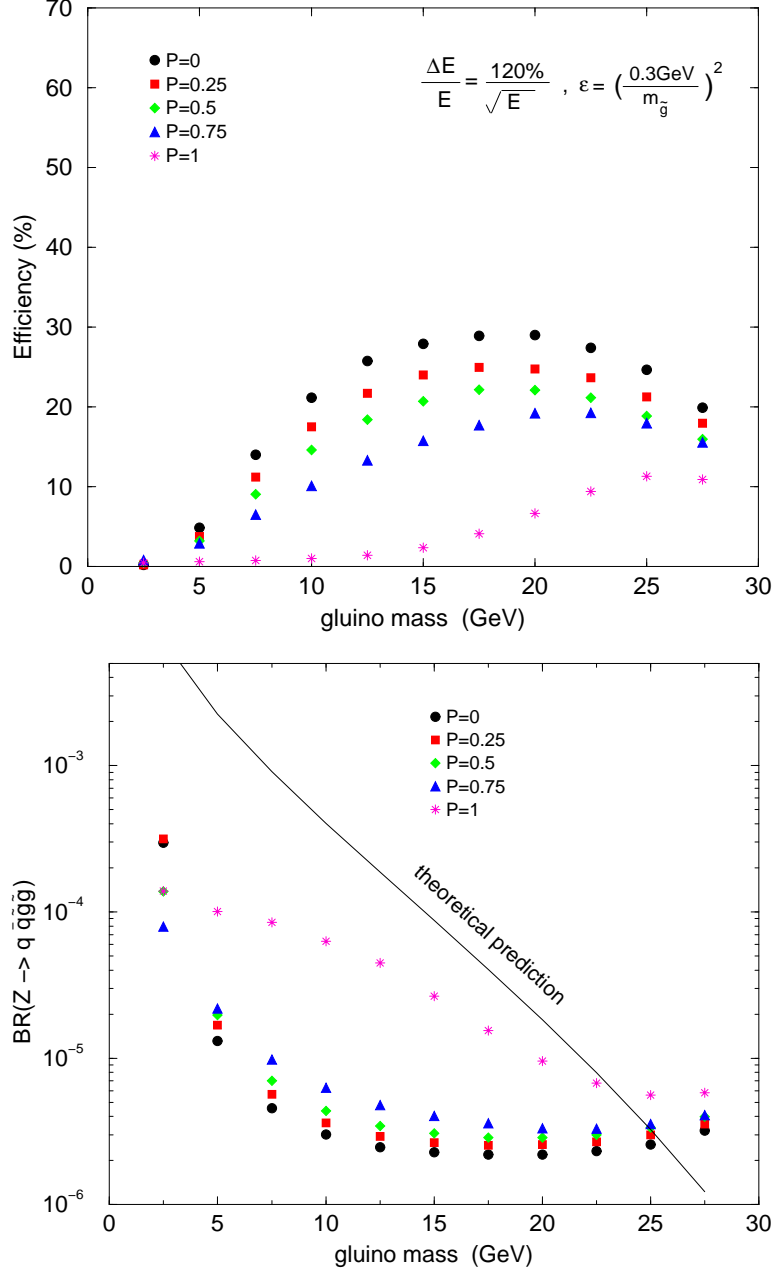 70
60
50
40
30
20
10
0
Efficiency (%)
P=0
P=0.25
P=0.5
P=0.75
P=1
ΔE/E = 120%/√E , ε = (0.3GeV/m_g̃)²
0 5 10 15 20 25 30
gluino mass (GeV)
10⁻³
10⁻⁴
10⁻⁵
10⁻⁶
BR(Z −> q q̄g̃g̃)
P=0
P=0.25
P=0.5
P=0.75
P=1
theoretical prediction
0 5 10 15 20 25 30
gluino mass (GeV)